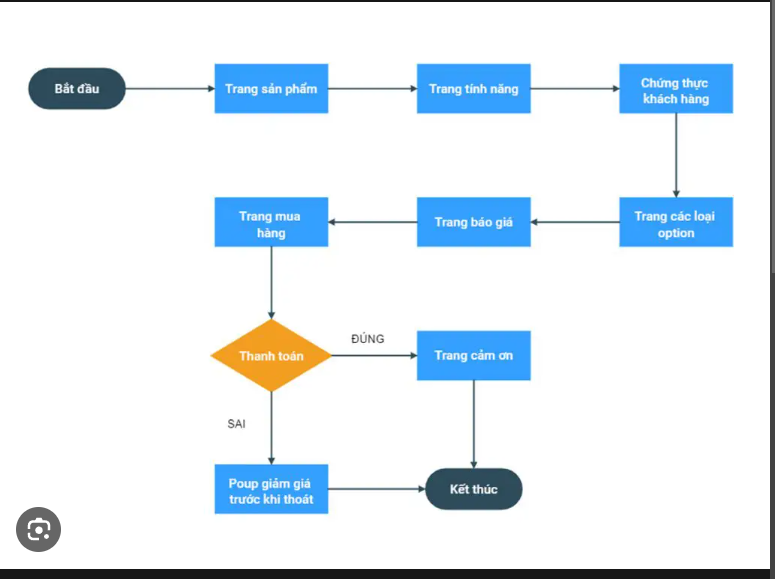 Bắt đầu
Trang sản phẩm
Trang tính năng
Chứng thực
khách hàng
Trang mua
hàng
Trang báo giá
Trang các loại
option
Thanh toán
ĐÚNG
Trang cảm ơn
SAI
Poup giảm giá
trước khi thoát
Kết thúc